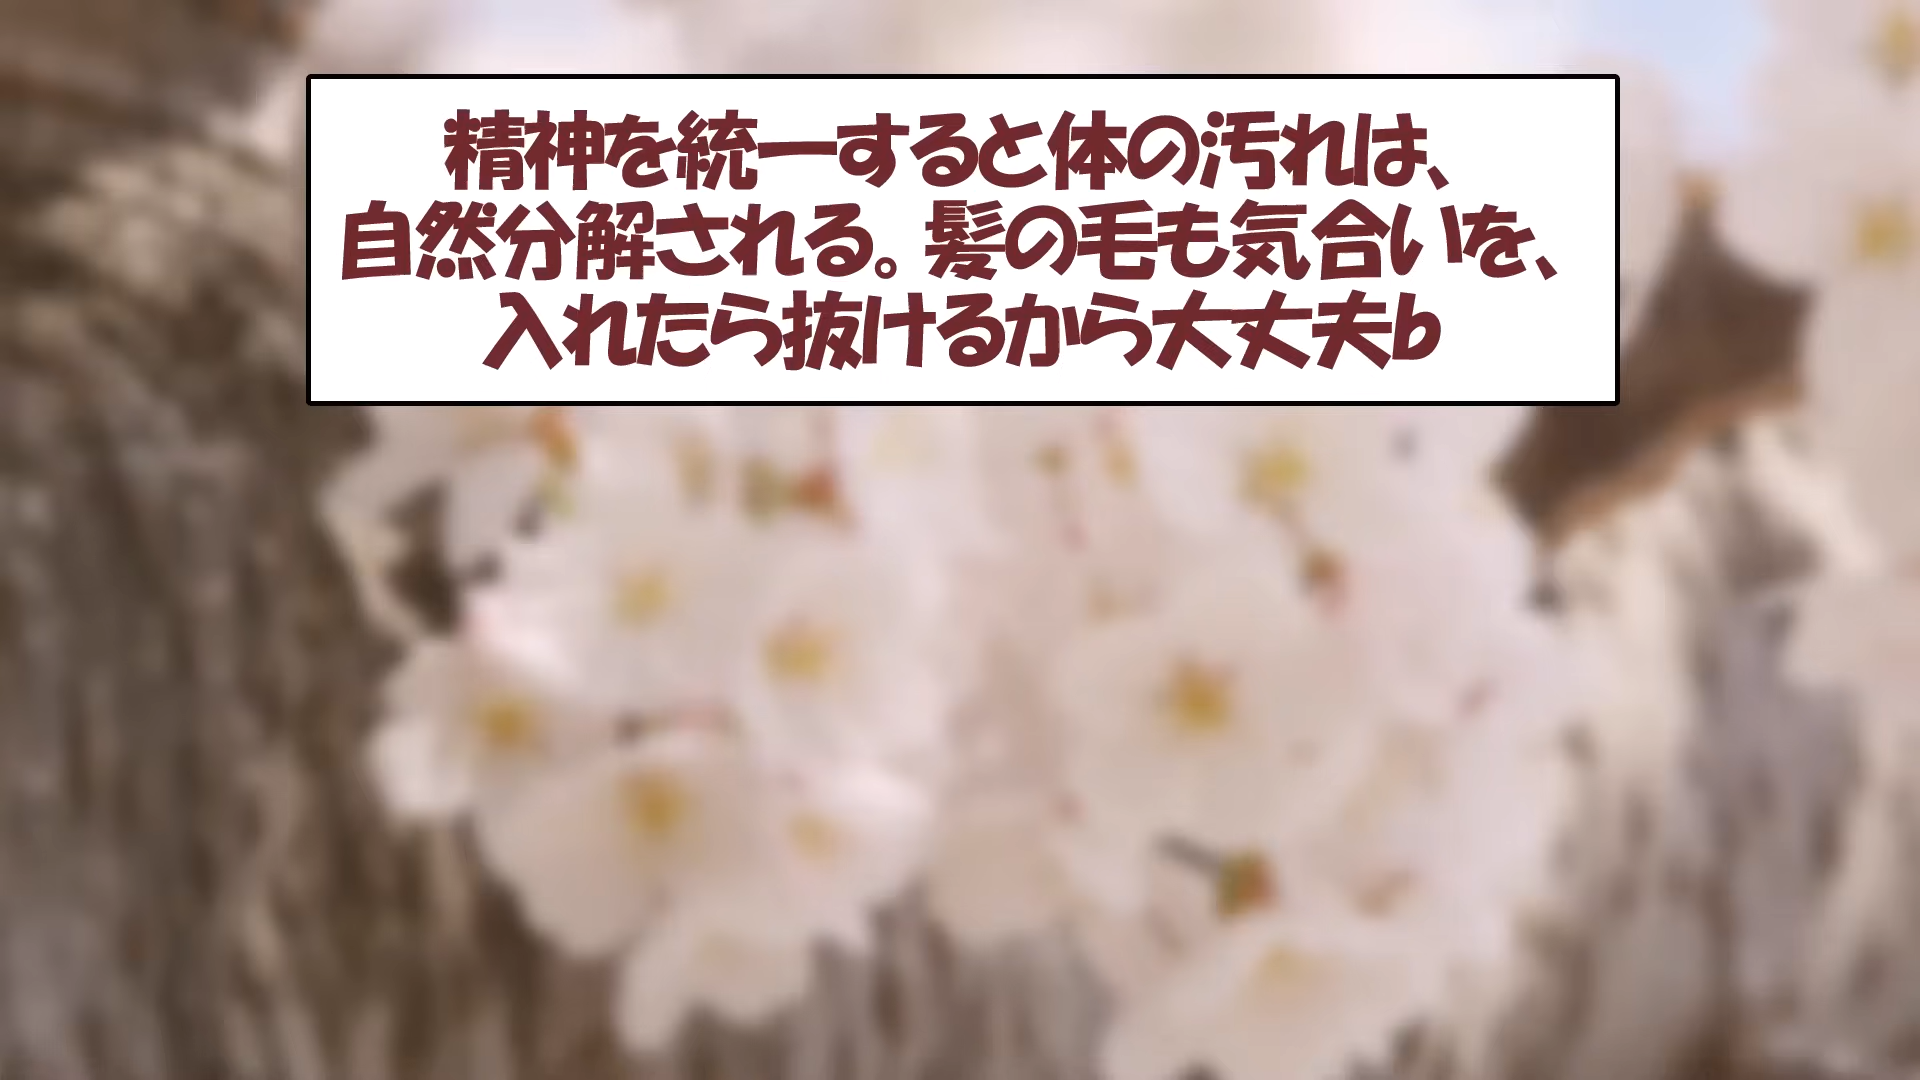 精神を統一すると体の汚れは、
自然分解される。髪の毛も気合いを、
入れたら抜けるから大丈夫b